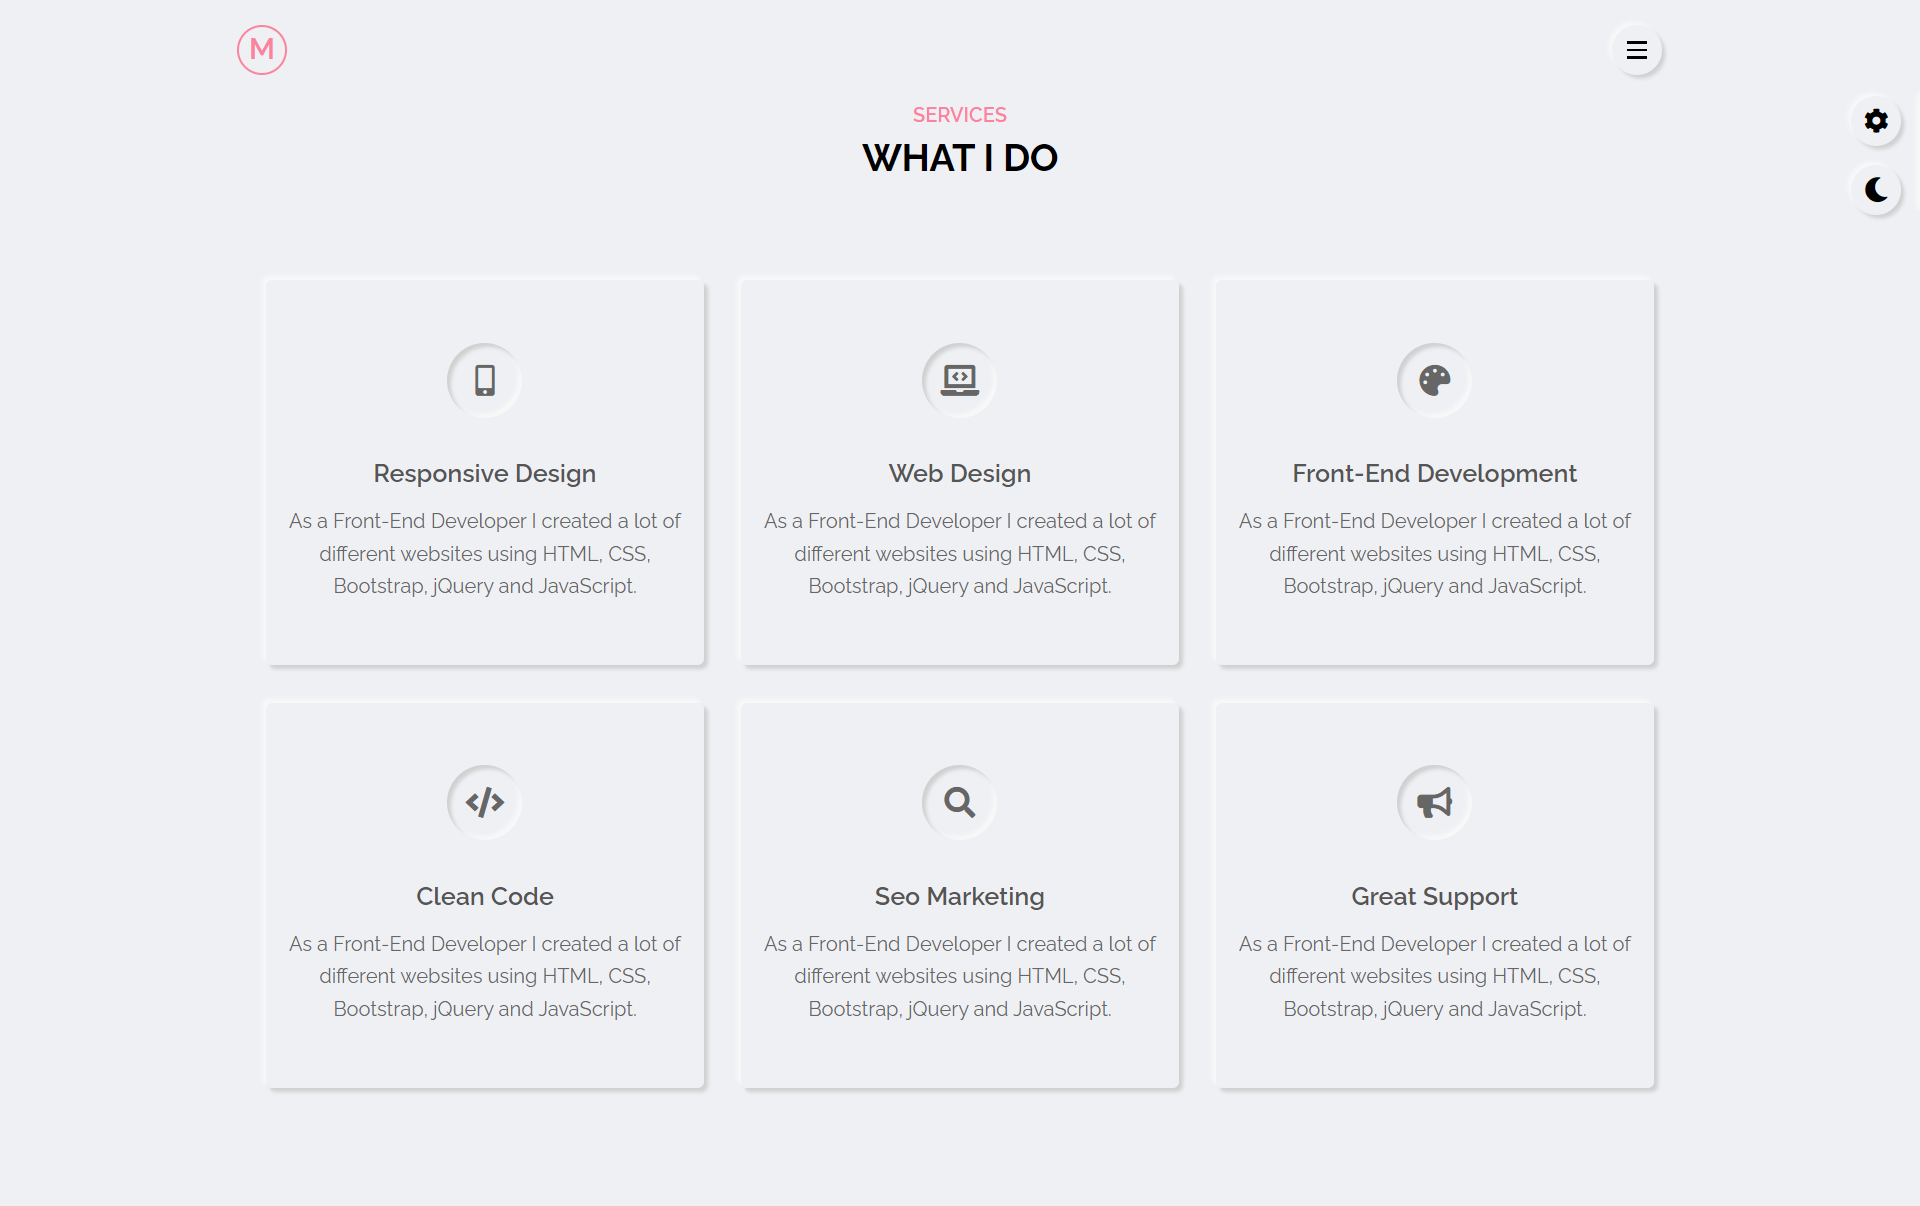 M
SERVICES
WHAT I DO
Responsive Design
As a Front-End Developer I created a lot of
different websites using HTML, CSS,
Bootstrap, jQuery and JavaScript.
Web Design
As a Front-End Developer I created a lot of
different websites using HTML, CSS,
Bootstrap, jQuery and JavaScript.
Front-End Development
As a Front-End Developer I created a lot of
different websites using HTML, CSS,
Bootstrap, jQuery and JavaScript.
Clean Code
As a Front-End Developer I created a lot of
different websites using HTML, CSS,
Bootstrap, jQuery and JavaScript.
Seo Marketing
As a Front-End Developer I created a lot of
different websites using HTML, CSS,
Bootstrap, jQuery and JavaScript.
Great Support
As a Front-End Developer I created a lot of
different websites using HTML, CSS,
Bootstrap, jQuery and JavaScript.